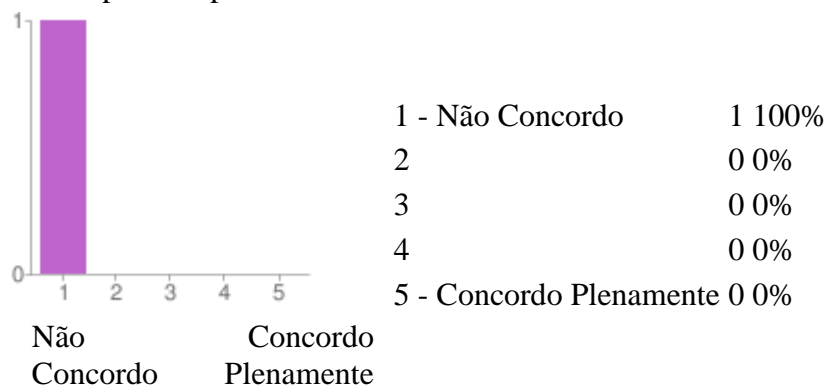 1
0
1 2 3 4 5
Não Concordo
Concordo Plenamente
1 - Não Concordo 1 100%
2 0 0%
3 0 0%
4 0 0%
5 - Concordo Plenamente 0 0%